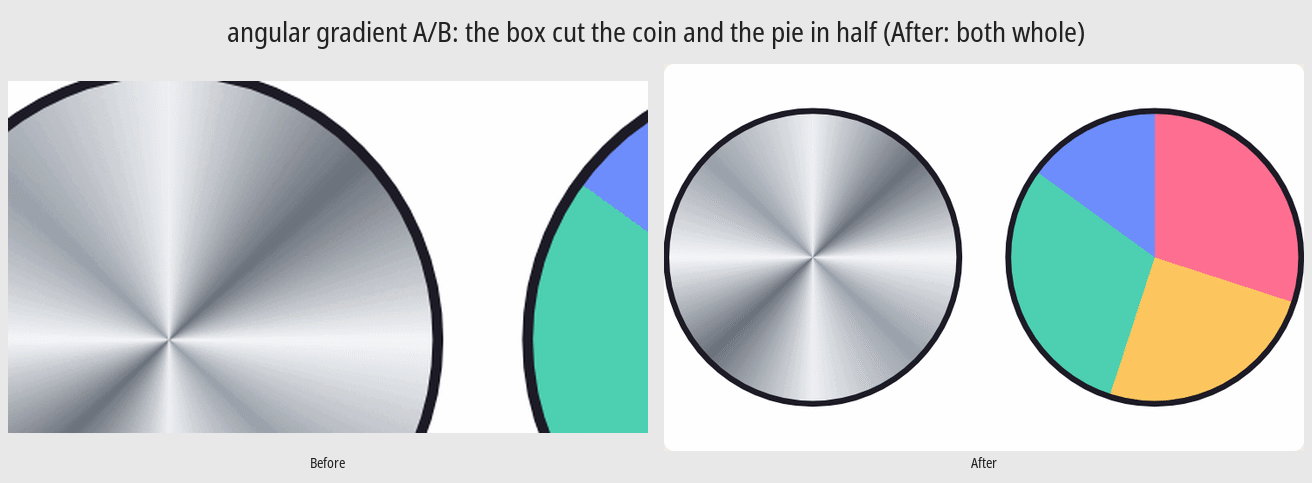 angular gradient A/B: the box cut the coin and the pie in half (After: both whole)
Before
After